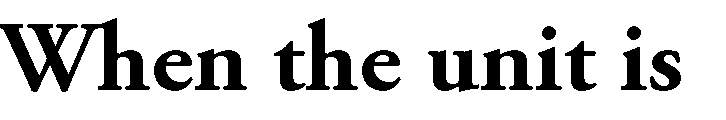 When the unit is